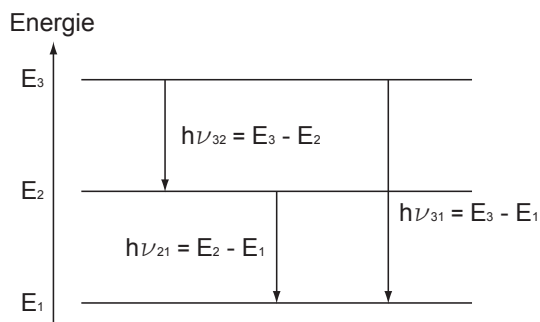 Energie
E₃
hν₃₂ = E₃ - E₂
E₂
hν₃₁ = E₃ - E₁
hν₂₁ = E₂ - E₁
E₁